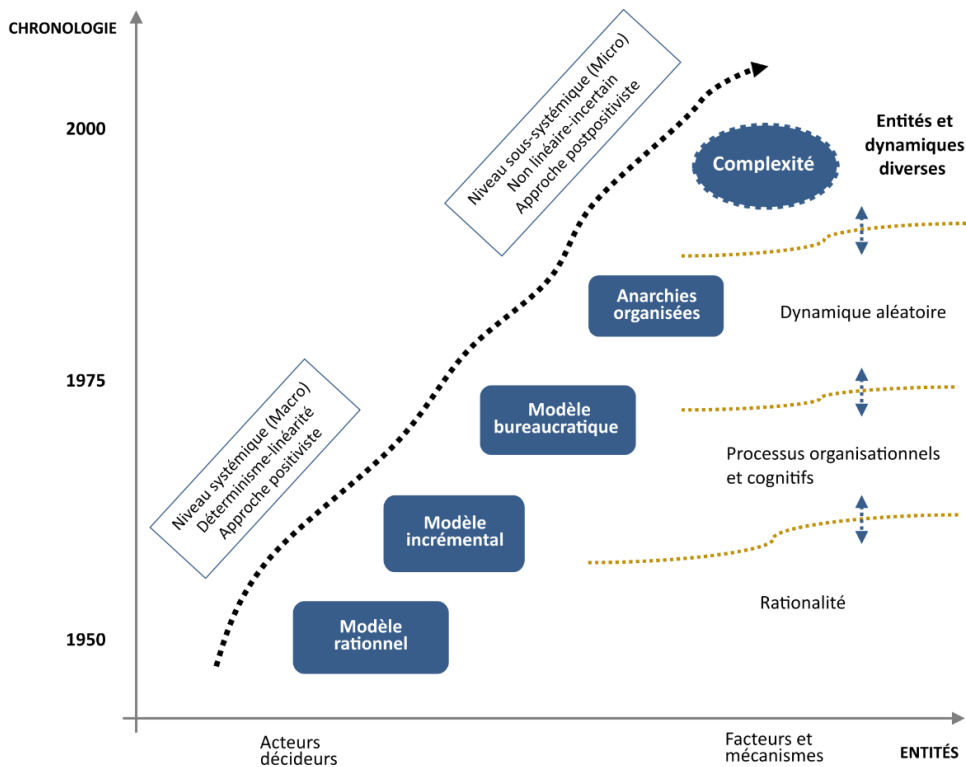 CHRONOLOGIE
2000
1975
1950
Niveau sous-systémique (Micro)
Non linéaire-incertain
Approche postpositiviste
Niveau systémique (Macro)
Déterminisme-linéarité
Approche positiviste
Complexité
Entités et
dynamiques
diverses
Anarchies
organisées
Dynamique aléatoire
Modèle
bureaucratique
Processus organisationnels
et cognitifs
Modèle
incrémental
Rationalité
Modèle
rationnel
Acteurs
décideurs
Facteurs et
mécanismes
ENTITÉS